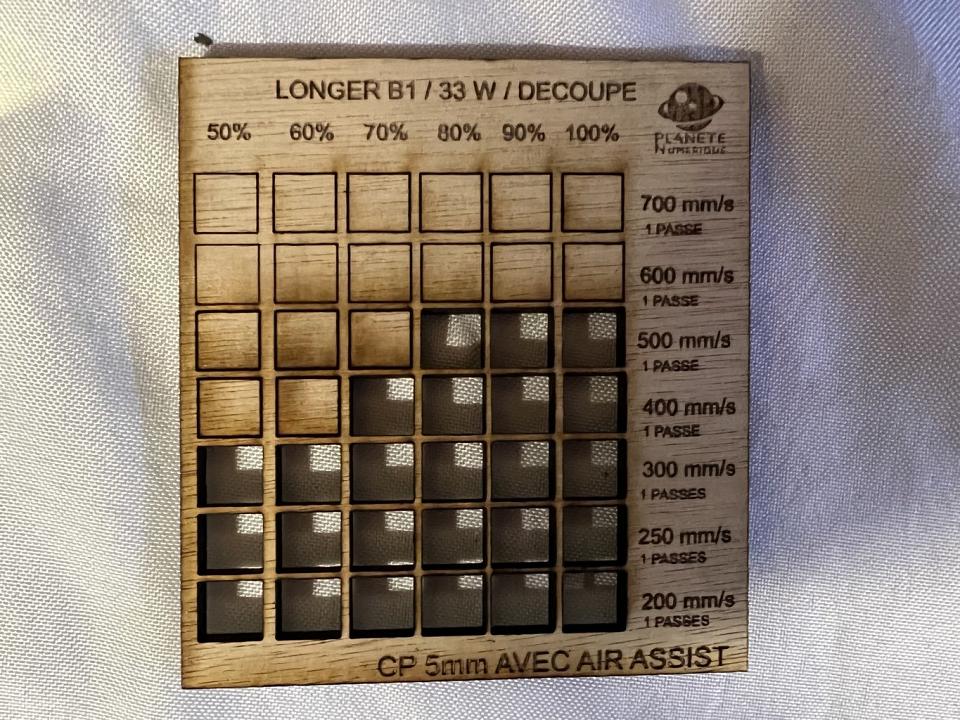 LONGER B1 / 33 W / DECOUPE
PLANETE
NUMERIQUE
50% 60% 70% 80% 90% 100%
700 mm/s
1 PASSE
600 mm/s
1 PASSE
500 mm/s
1 PASSE
400 mm/s
1 PASSE
300 mm/s
1 PASSES
250 mm/s
1 PASSES
200 mm/s
1 PASSES
CP 5mm AVEC AIR ASSIST